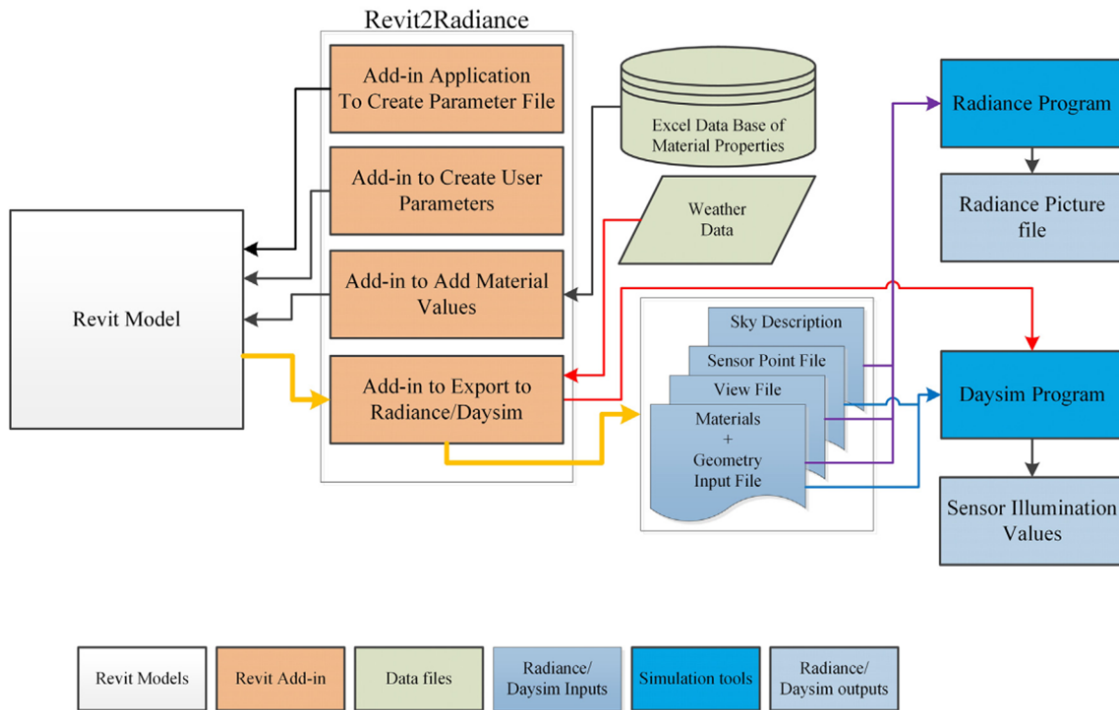 Revit2Radiance
Add-in Application
To Create Parameter File
Add-in to Create User
Parameters
Add-in to Add Material
Values
Add-in to Export to
Radiance/Daysim
Revit Model
Excel Data Base of
Material Properties
Weather
Data
Sky Description
Sensor Point File
View File
Materials
+
Geometry
Input File
Radiance Program
Radiance Picture
file
Daysim Program
Sensor Illumination
Values
Revit Models
Revit Add-in
Data files
Radiance/
Daysim Inputs
Simulation tools
Radiance/
Daysim outputs